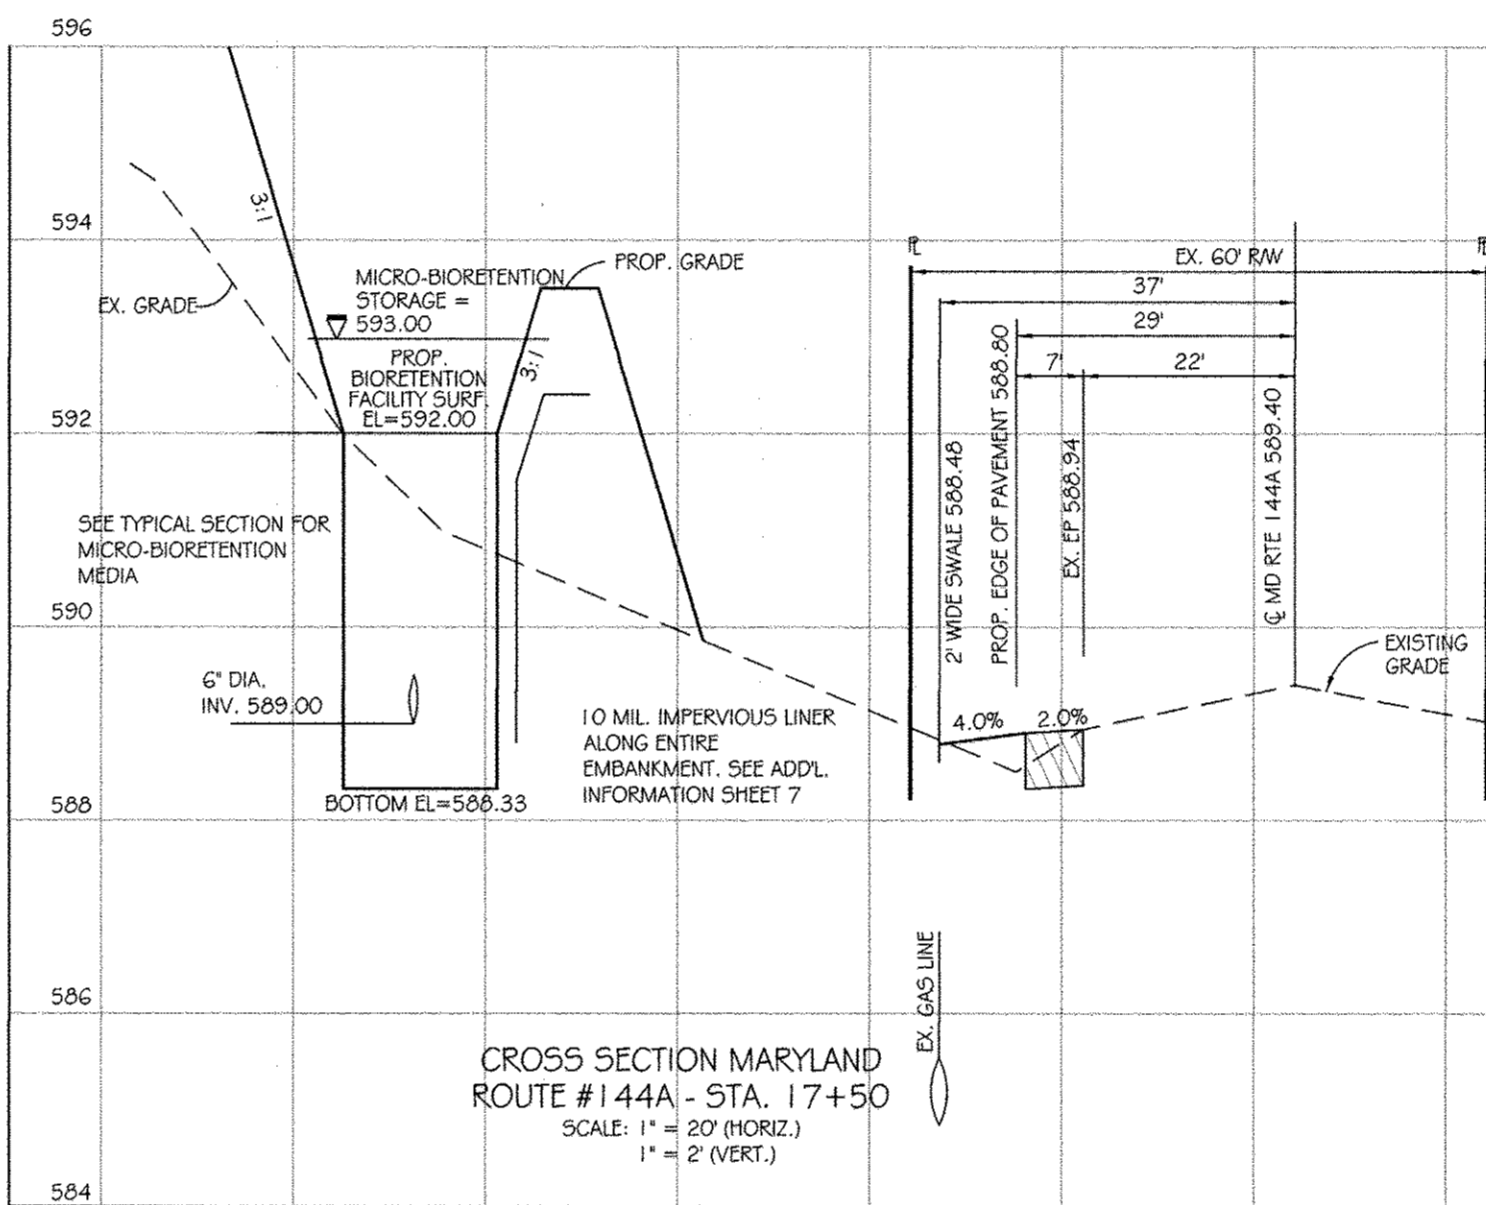 596
594
592
590
588
586
584
3:1
EX. GRADE
MICRO-BIORETENTION
STORAGE =
593.00
PROP. GRADE
PROP.
BIORETENTION
FACILITY SURF.
EL=592.00
3:1
SEE TYPICAL SECTION FOR
MICRO-BIORETENTION
MEDIA
6" DIA.
INV. 589.00
BOTTOM EL=588.33
10 MIL. IMPERVIOUS LINER
ALONG ENTIRE
EMBANKMENT. SEE ADD'L.
INFORMATION SHEET 7
PL
PL
EX. 60' R/W
37'
29'
7'
22'
2' WIDE SWALE 588.48
PROP. EDGE OF PAVEMENT 588.80
EX. EP 588.94
CL MD RTE 144A 589.40
EXISTING
GRADE
4.0%
2.0%
EX. GAS LINE
CROSS SECTION MARYLAND
ROUTE #144A - STA. 17+50
SCALE: 1" = 20' (HORIZ.)
1" = 2' (VERT.)